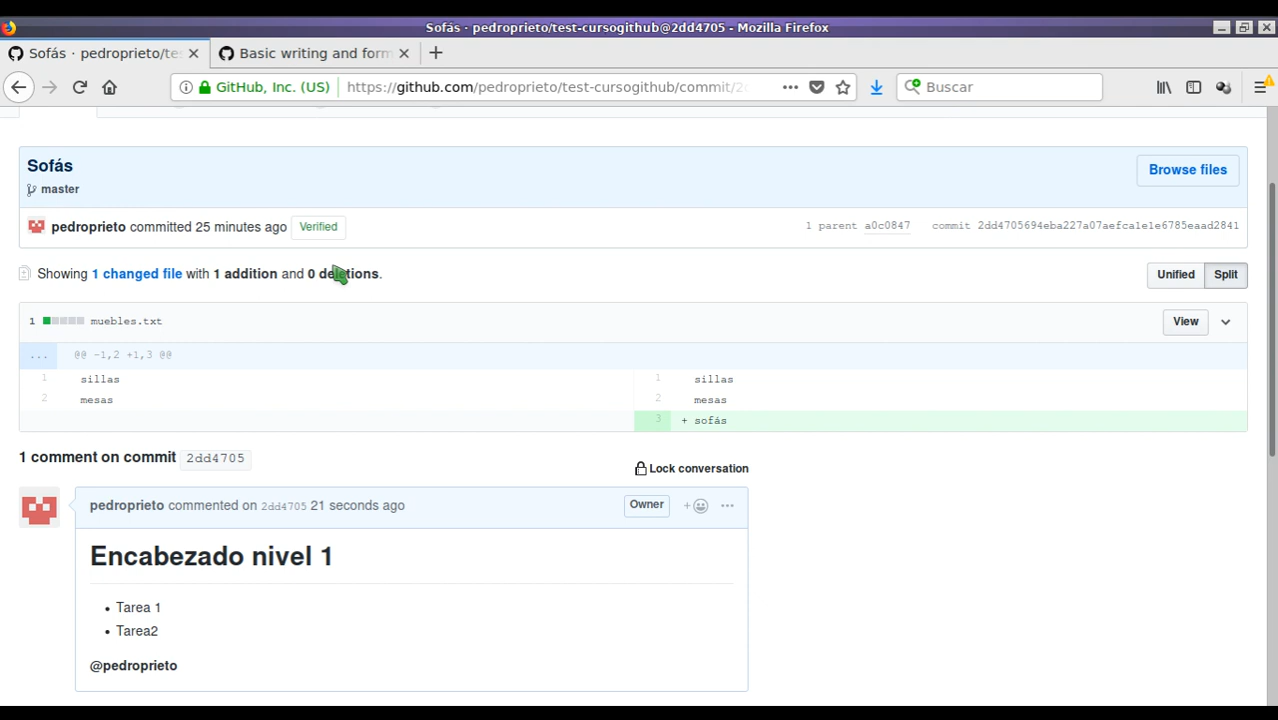 Sofás · pedroprieto/test-cursogithub@2dd4705 - Mozilla Firefox
Sofás · pedroprieto/tes
Basic writing and form
GitHub, Inc. (US) https://github.com/pedroprieto/test-cursogithub/commit/2d
Buscar
Sofás
Browse files
master
pedroprieto committed 25 minutes ago Verified
1 parent a0c0847 commit 2dd4705694eba227a07aefca1e1e6785eaad2841
Showing 1 changed file with 1 addition and 0 deletions.
Unified Split
1 muebles.txt
View
... @@ -1,2 +1,3 @@
1 sillas 1 sillas
2 mesas 2 mesas
3 + sofás
1 comment on commit 2dd4705
Lock conversation
pedroprieto commented on 2dd4705 21 seconds ago
Owner
Encabezado nivel 1
• Tarea 1
• Tarea2
@pedroprieto